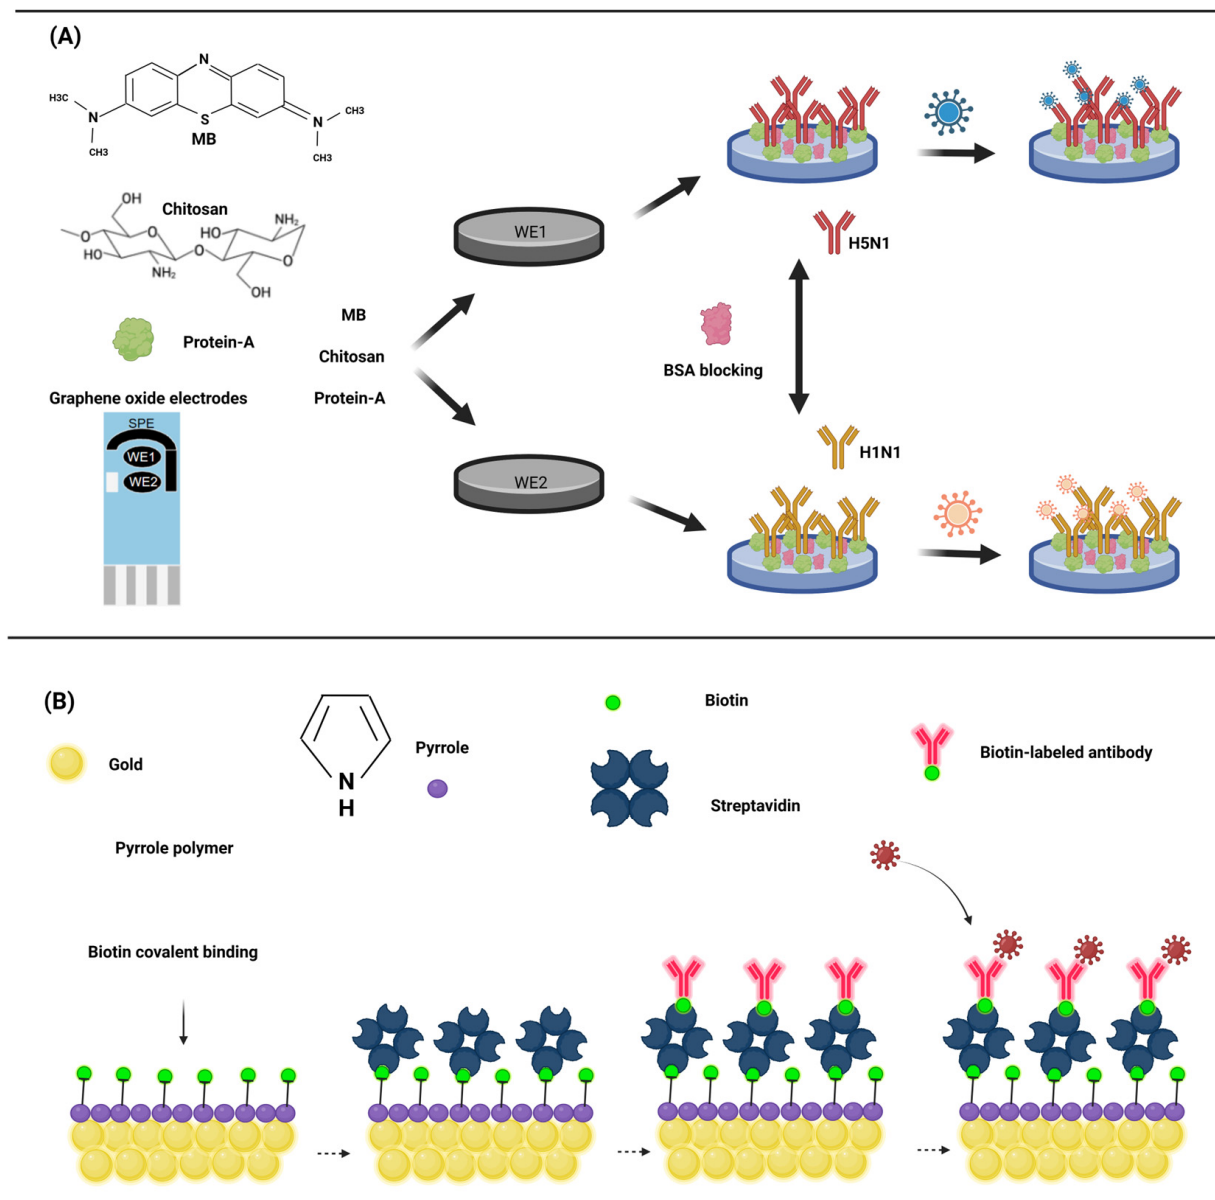 (A)
N
H3C
N
CH3
S
MB
N
CH3
CH3
OH
Chitosan
O
O
HO
NH₂
O
HO
NH₂
O
OH
Protein-A
Graphene oxide electrodes
SPE
WE1
WE2
MB
Chitosan
Protein-A
WE1
WE2
H5N1
BSA blocking
H1N1
(B)
Gold
N
H
Pyrrole
Biotin
Streptavidin
Biotin-labeled antibody
Pyrrole polymer
Biotin covalent binding